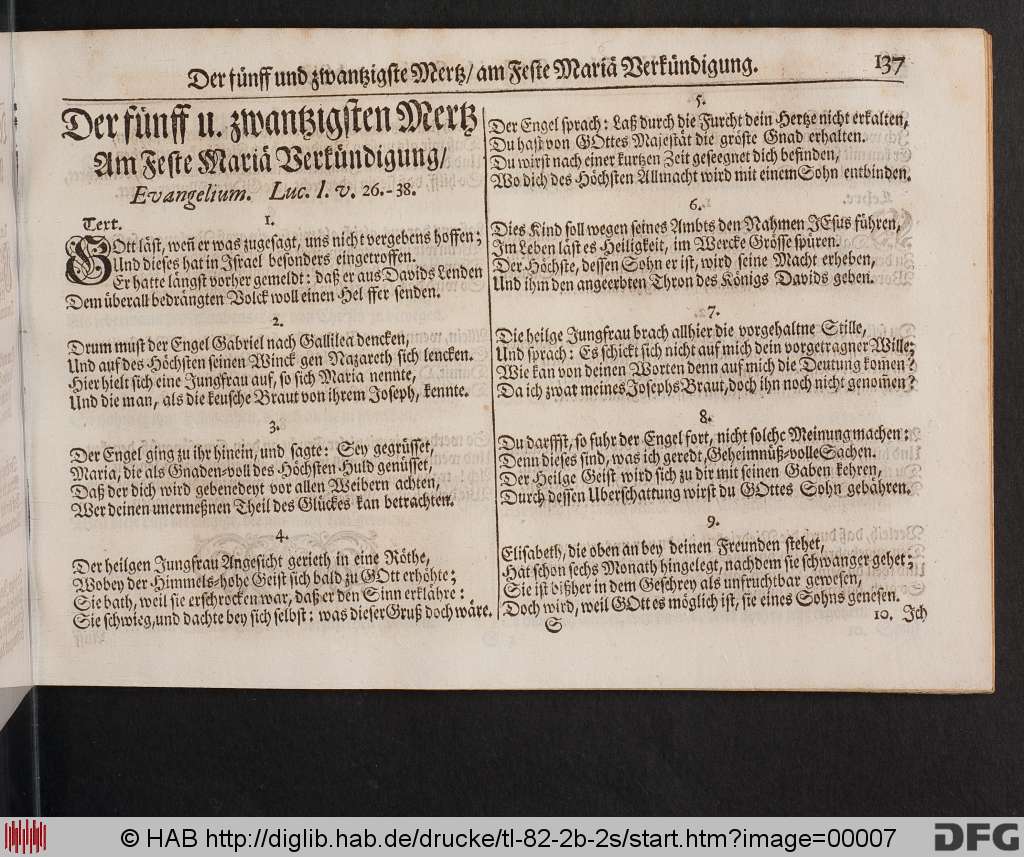 Der fünff und zwantzigste Mertz/ am Feste Mariä Verkündigung.
137
Der fünff u. zwantzigsten Mertz
Am Feste Mariä Verkündigung/
Evangelium. Luc. I. v. 26.-38.
Text.
1.
GOtt läst, weñ er was zugesagt, uns nicht vergebens hoffen;
Und dieses hat in Israel besonders eingetroffen.
Er hatte längst vorher gemeldt: daß er aus Davids Lenden
Dem überall bedrängten Volck woll einen Helffer senden.
2.
Drum must der Engel Gabriel nach Gallilea dencken,
Und auf des Höchsten seinen Winck gen Nazareth sich lencken.
Hier hielt sich eine Jungfrau auf, so sich Maria nennte,
Und die man, als die keusche Braut von ihrem Joseph, kennte.
3.
Der Engel ging zu ihr hinein, und sagte: Sey gegrüsset,
Maria, die als Gnaden-voll des Höchsten Huld genüsset,
Daß der dich wird gebenedeyt vor allen Weibern achten,
Wer deinen unermeßnen Theil des Glückes kan betrachten.
4.
Der heilgen Jungfrau Angesicht gerieth in eine Röthe,
Wobey der Himmels-hohe Geist sich bald zu GOtt erhöhte;
Sie bath, weil sie erschrocken war, daß er den Sinn erkläre:
Sie schwieg, und dachte bey sich selbst: was dieser Gruß doch wäre.
5.
Der Engel sprach: Laß durch die Furcht dein Hertze nicht erkalten,
Du hast von GOttes Majestät die gröste Gnad erhalten.
Du wirst nach einer kurtzen Zeit geseegnet dich befinden,
Wo dich des Höchsten Allmacht wird mit einem Sohn entbinden.
6.
Dies Kind soll wegen seines Ambts den Nahmen JEsus führen,
Im Leben läst es Heiligkeit, im Wercke Grösse spüren.
Der Höchste, dessen Sohn er ist, wird seine Macht erheben,
Und ihm den angeerbten Thron des Königs Davids geben.
7.
Die heilge Jungfrau brach allhier die vorgehaltne Stille,
Und sprach: Es schickt sich nicht auf mich dein vorgetragner Wille;
Wie kan von deinen Worten denn auf mich die Deutung kom̃en?
Da ich zwar meines Josephs Braut, doch ihn noch nicht genom̃en?
8.
Du darffst, so fuhr der Engel fort, nicht solche Meinung machen:
Denn dieses sind, was ich geredt, Geheimnüß-volle Sachen.
Der Heilge Geist wird sich zu dir mit seinen Gaben kehren,
Durch dessen Uberschattung wirst du GOttes Sohn gebähren.
9.
Elisabeth, die oben an bey deinen Freunden stehet,
Hat schon sechs Monath hingelegt, nachdem sie schwanger gehet;
Sie ist bißher in dem Geschrey als unfruchtbar gewesen,
Doch wird, weil GOtt es möglich ist, sie eines Sohns genesen.
S
10. Ich
© HAB http://diglib.hab.de/drucke/tl-82-2b-2s/start.htm?image=00007
DFG